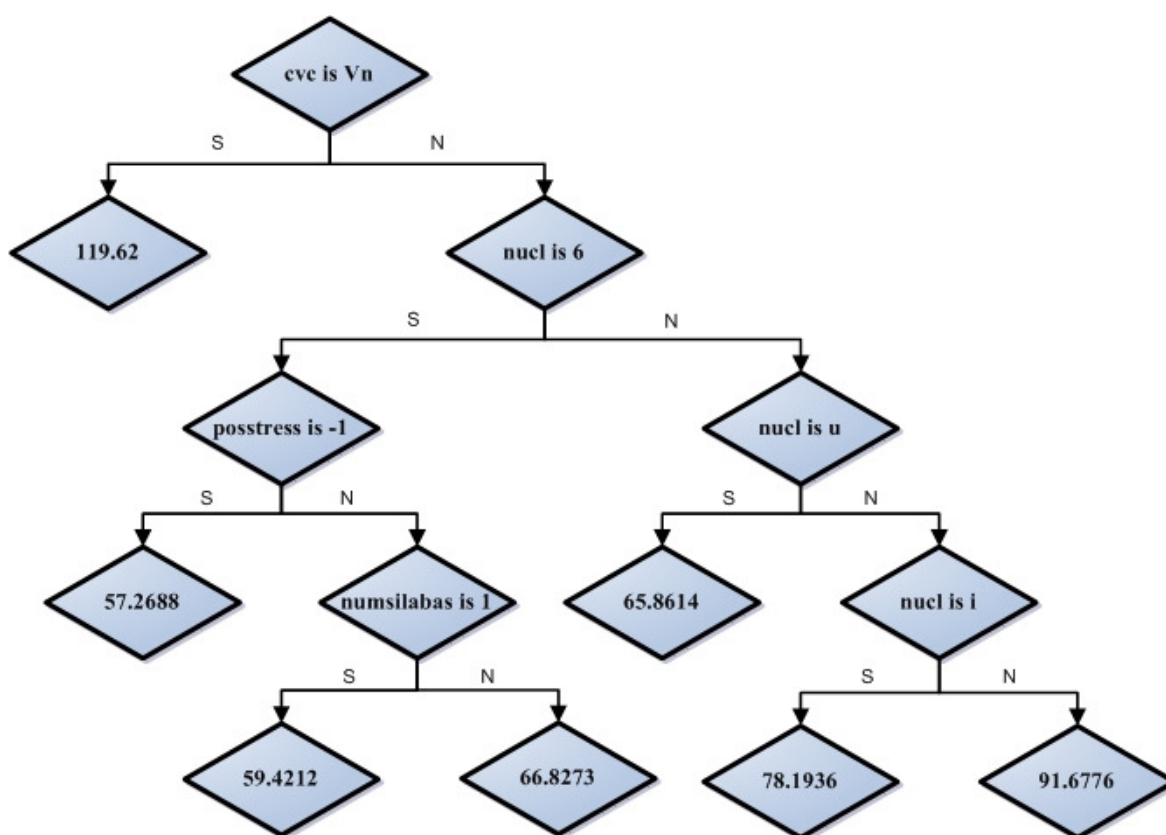 cvc is Vn
S
N
119.62
nucl is 6
S
N
posstress is -1
nucl is u
S
N
S
N
57.2688
numsilabas is 1
65.8614
nucl is i
S
N
S
N
59.4212
66.8273
78.1936
91.6776